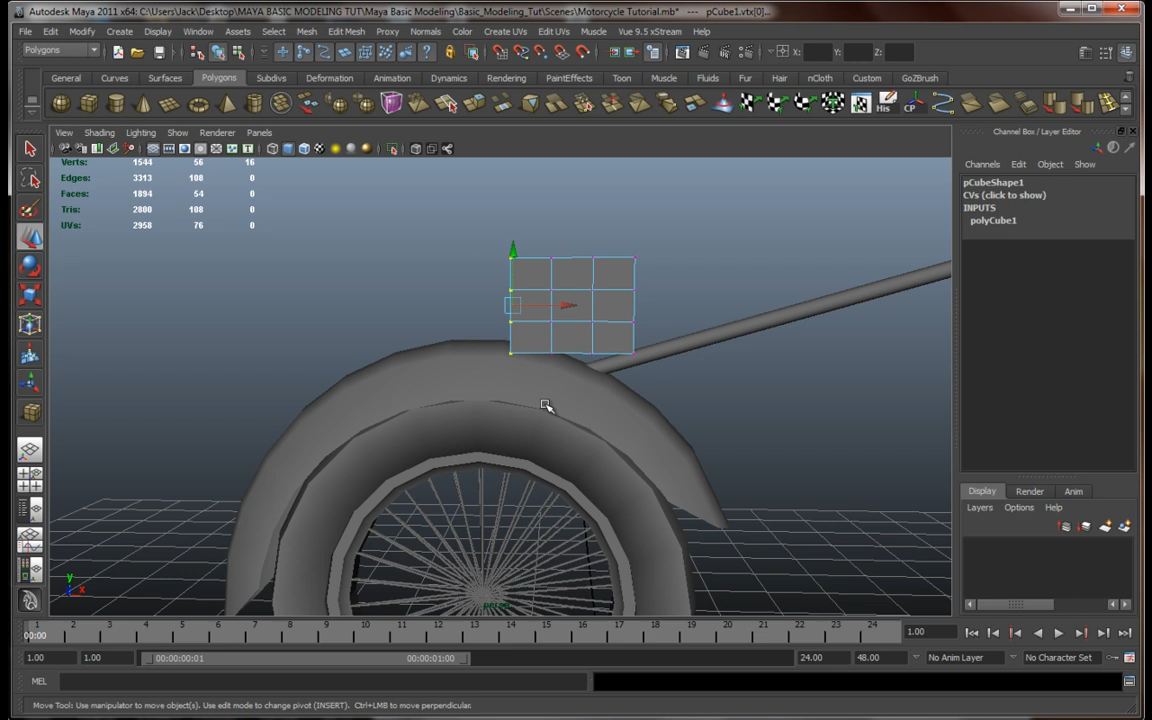 Autodesk Maya 2011 x64: C:\Users\Jack\Desktop\MAYA BASIC MODELING TUT\Maya Basic Modeling\Basic_Modeling_Tut\Scenes\Motorcycle Tutorial.mb* --- pCube1.vtx[0]...
File Edit Modify Create Display Window Assets Select Mesh Edit Mesh Proxy Normals Color Create UVs Edit UVs Muscle Vue 9.5 xStream Help
Polygons X: Y: Z:
General Curves Surfaces Polygons Subdivs Deformation Animation Dynamics Rendering PaintEffects Toon Muscle Fluids Fur Hair nCloth Custom GoZBrush
His CP
Channel Box / Layer Editor
View Shading Lighting Show Renderer Panels
Channels Edit Object Show
Verts: 1544 56 16
Edges: 3313 108 0
Faces: 1894 54 0
Tris: 2800 108 0
UVs: 2958 76 0
pCubeShape1
CVs (click to show)
INPUTS
polyCube1
Display Render Anim
Layers Options Help
y
x
persp
1 2 3 4 5 6 7 8 9 10 11 12 13 14 15 16 17 18 19 20 21 22 23 24
00:00
1.00
1.00 1.00 00:00:00:01 00:00:01:00 24.00 48.00 No Anim Layer No Character Set
MEL
Move Tool: Use manipulator to move object(s). Use edit mode to change pivot (INSERT). Ctrl+LMB to move perpendicular.